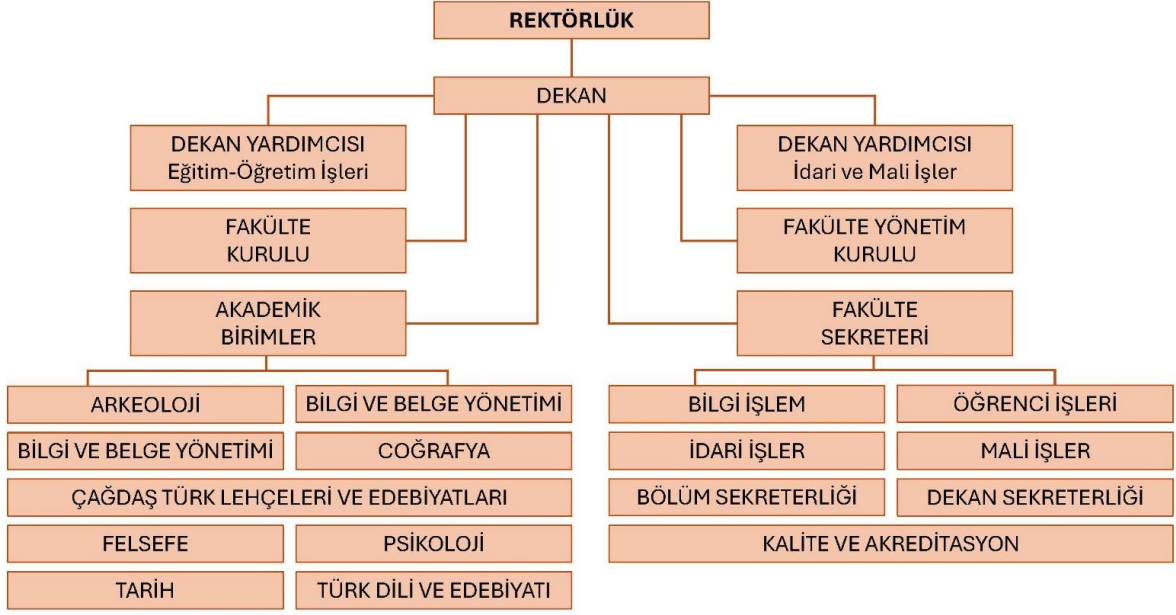 REKTÖRLÜK
DEKAN
DEKAN YARDIMCISI
Eğitim-Öğretim İşleri
DEKAN YARDIMCISI
İdari ve Mali İşler
FAKÜLTE
KURULU
FAKÜLTE YÖNETİM
KURULU
AKADEMİK
BİRİMLER
FAKÜLTE
SEKRETERİ
ARKEOLOJİ
BİLGİ VE BELGE YÖNETİMİ
BİLGİ VE BELGE YÖNETİMİ
COĞRAFYA
ÇAĞDAŞ TÜRK LEHÇELERİ VE EDEBİYATLARI
FELSEFE
PSİKOLOJİ
TARİH
TÜRK DİLİ VE EDEBİYATI
BİLGİ İŞLEM
ÖĞRENCİ İŞLERİ
İDARİ İŞLER
MALİ İŞLER
BÖLÜM SEKRETERLİĞİ
DEKAN SEKRETERLİĞİ
KALİTE VE AKREDİTASYON